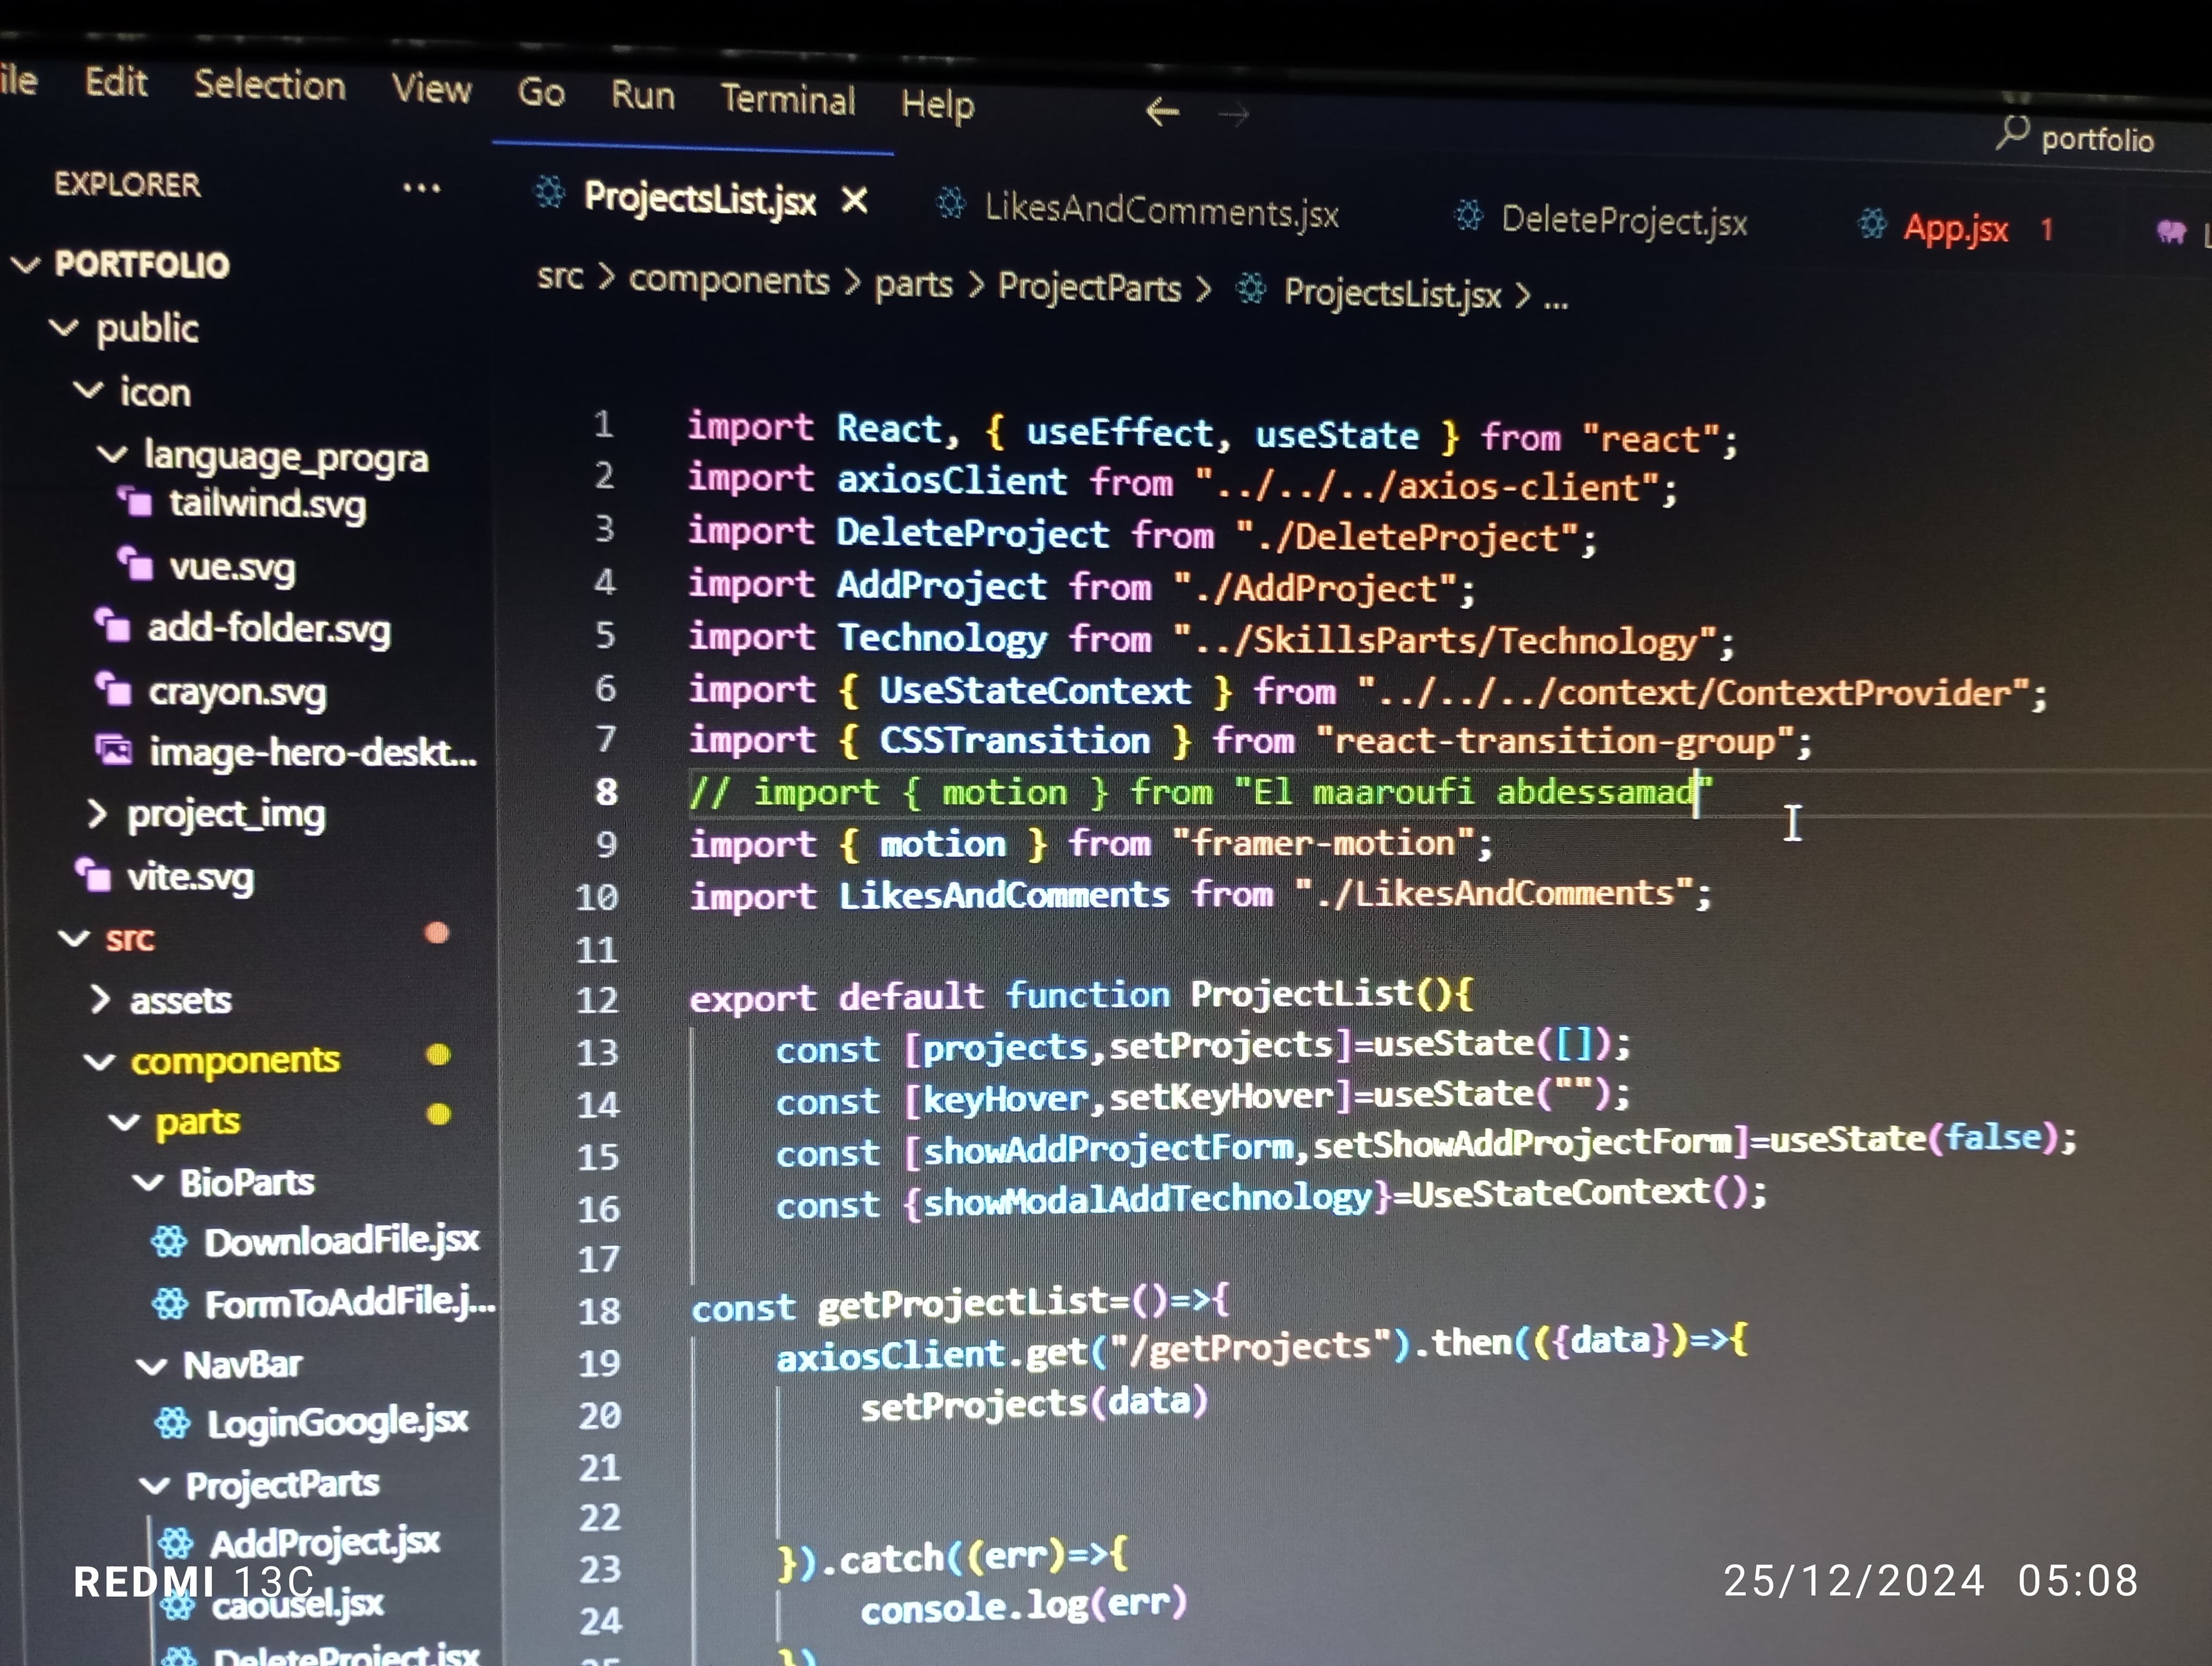 ile Edit Selection View Go Run Terminal Help
portfolio
EXPLORER ...
ProjectsList.jsx
LikesAndComments.jsx
DeleteProject.jsx
App.jsx 1
src > components > parts > ProjectParts > ProjectsList.jsx > ...
PORTFOLIO
public
icon
language_progra
tailwind.svg
vue.svg
add-folder.svg
crayon.svg
image-hero-deskt...
project_img
vite.svg
src
assets
components
parts
BioParts
DownloadFile.jsx
FormToAddFile.j...
NavBar
LoginGoogle.jsx
ProjectParts
AddProject.jsx
caousel.jsx
DeleteProject.jsx
1 import React, { useEffect, useState } from "react";
2 import axiosClient from "../../../axios-client";
3 import DeleteProject from "./DeleteProject";
4 import AddProject from "./AddProject";
5 import Technology from "../SkillsParts/Technology";
6 import { UseStateContext } from "../../../context/ContextProvider";
7 import { CSSTransition } from "react-transition-group";
8 // import { motion } from "El maaroufi abdessamad"
9 import { motion } from "framer-motion";
10 import LikesAndComments from "./LikesAndComments";
11
12 export default function ProjectList(){
13 const [projects,setProjects]=useState([]);
14 const [keyHover,setKeyHover]=useState("");
15 const [showAddProjectForm,setShowAddProjectForm]=useState(false);
16 const {showModalAddTechnology}=UseStateContext();
17
18 const getProjectList=()=>{
19 axiosClient.get("/getProjects").then(({data})=>{
20 setProjects(data)
21
22
23 }).catch((err)=>{
24 console.log(err)
25 })
REDMI 13C
25/12/2024 05:08